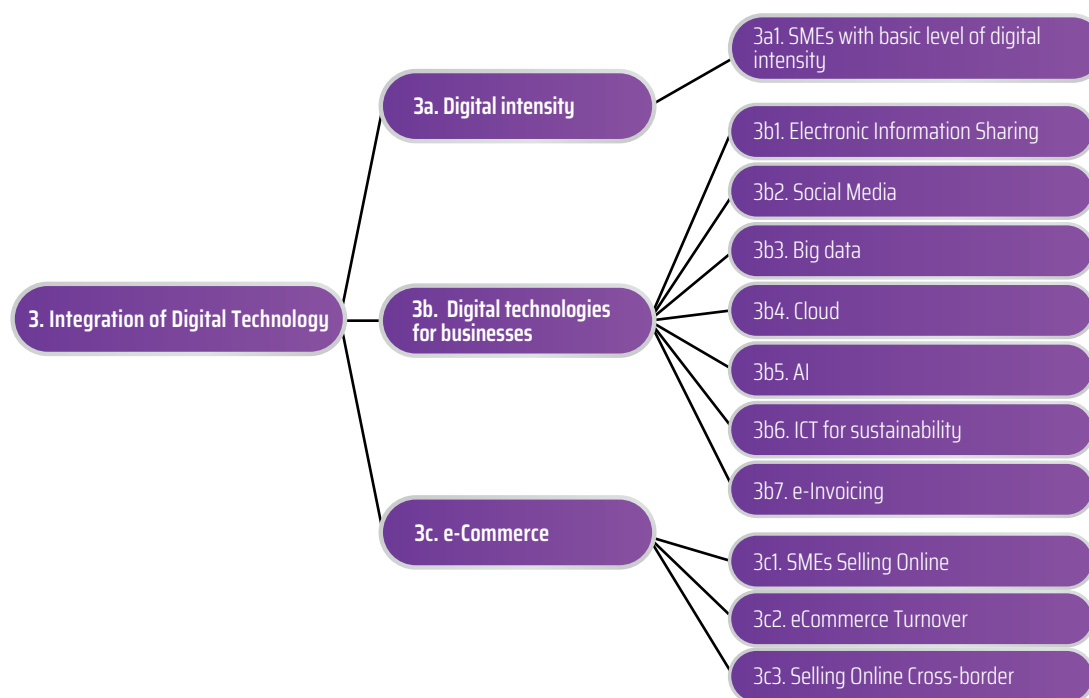 3. Integration of Digital Technology
3a. Digital intensity
3a1. SMEs with basic level of digital
intensity
3b. Digital technologies
for businesses
3b1. Electronic Information Sharing
3b2. Social Media
3b3. Big data
3b4. Cloud
3b5. AI
3b6. ICT for sustainability
3b7. e-Invoicing
3c. e-Commerce
3c1. SMEs Selling Online
3c2. eCommerce Turnover
3c3. Selling Online Cross-border